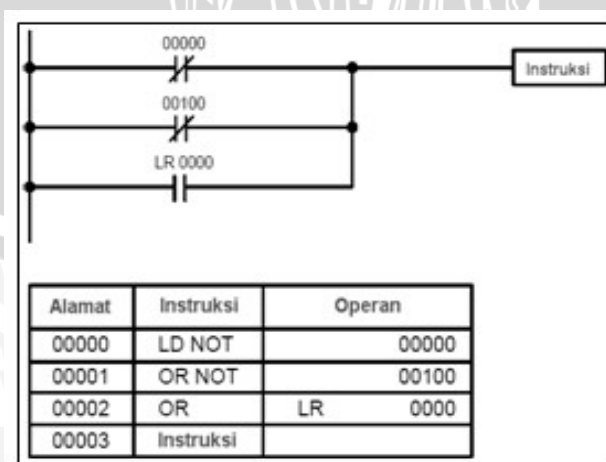 00000
Instruksi
00100
LR 0000
Alamat Instruksi Operan
00000 LD NOT 00000
00001 OR NOT 00100
00002 OR LR 0000
00003 Instruksi